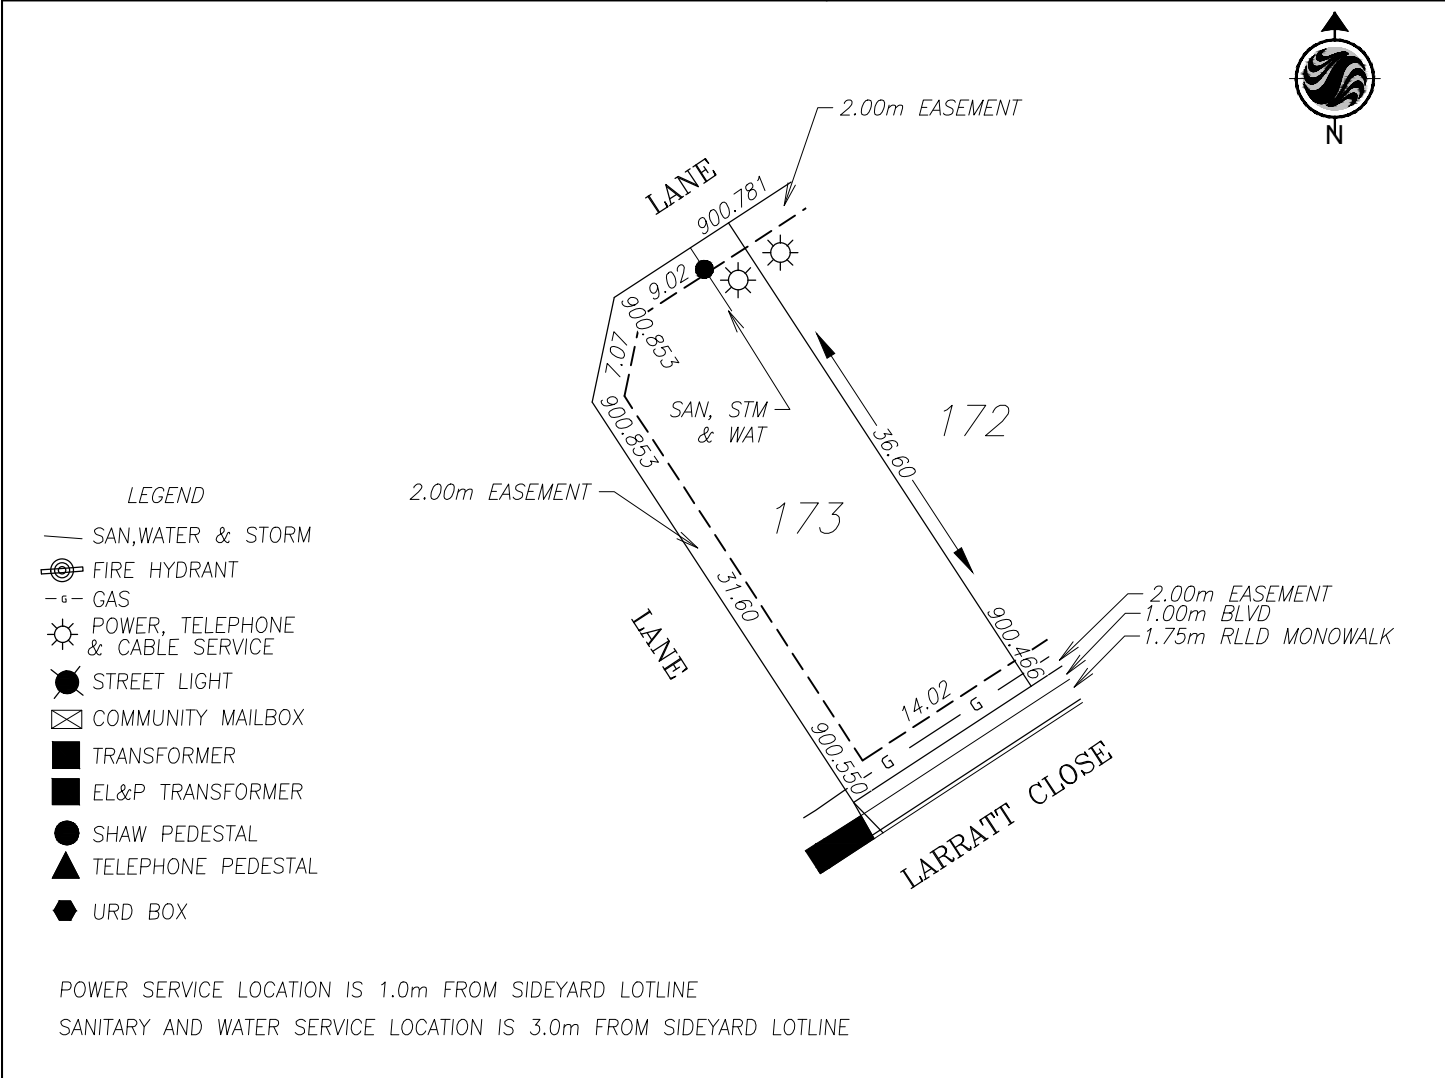 N
2.00m EASEMENT
LANE
900.781
9.02
900.853
7.07
900.853
SAN, STM
& WAT
172
36.60
2.00m EASEMENT
173
31.60
LANE
900.466
2.00m EASEMENT
1.00m BLVD
1.75m RLLD MONOWALK
14.02
G
G
900.550
LARRATT CLOSE
LEGEND
SAN,WATER & STORM
FIRE HYDRANT
G GAS
POWER, TELEPHONE
& CABLE SERVICE
STREET LIGHT
COMMUNITY MAILBOX
TRANSFORMER
EL&P TRANSFORMER
SHAW PEDESTAL
TELEPHONE PEDESTAL
URD BOX
POWER SERVICE LOCATION IS 1.0m FROM SIDEYARD LOTLINE
SANITARY AND WATER SERVICE LOCATION IS 3.0m FROM SIDEYARD LOTLINE